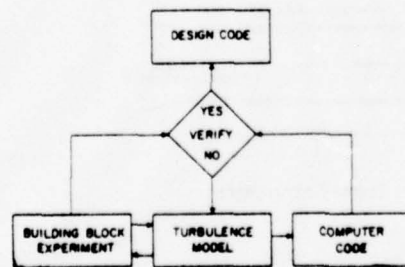 DESIGN CODE
YES
VERIFY
NO
BUILDING BLOCK
EXPERIMENT
TURBULENCE
MODEL
COMPUTER
CODE